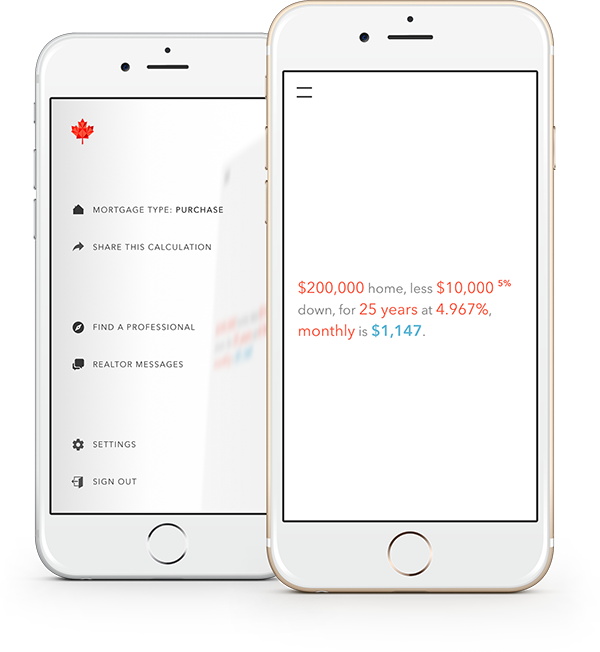 MORTGAGE TYPE: PURCHASE
SHARE THIS CALCULATION
FIND A PROFESSIONAL
REALTOR MESSAGES
SETTINGS
SIGN OUT
$200,000 home, less $10,000 5%
down, for 25 years at 4.967%,
monthly is $1,147.